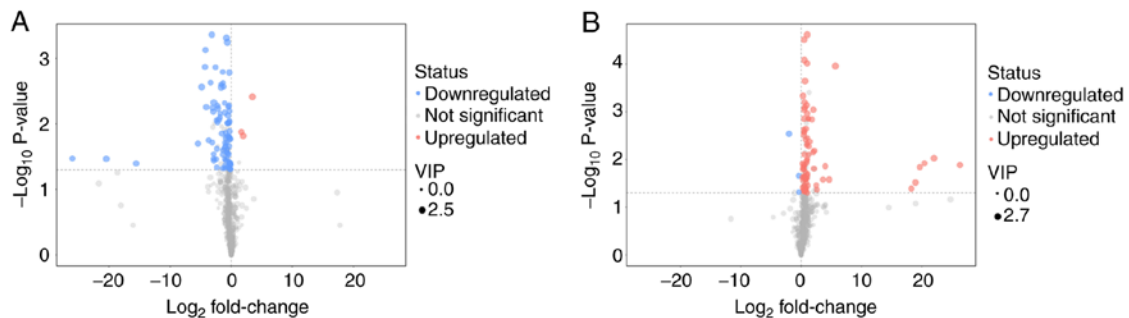 A
3
2
1
0
−20
−10
0
10
20
−Log10 P-value
Log2 fold-change
Status
Downregulated
Not significant
Upregulated
VIP
0.0
2.5
B
4
3
2
1
0
−20
−10
0
10
20
−Log10 P-value
Log2 fold-change
Status
Downregulated
Not significant
Upregulated
VIP
0.0
2.7